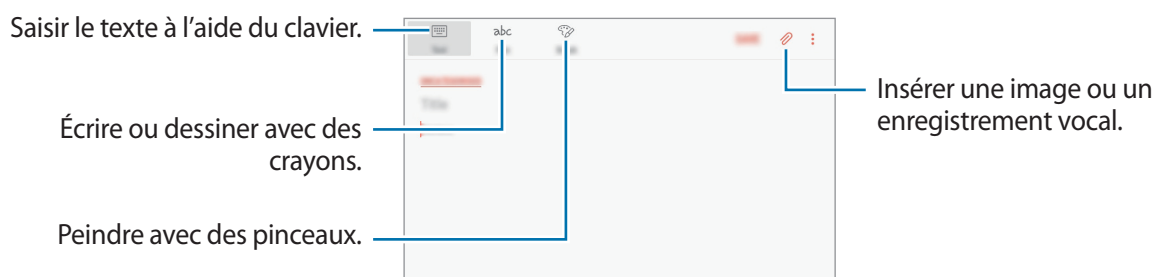 Saisir le texte à l'aide du clavier.
abc
Insérer une image ou un
enregistrement vocal.
Écrire ou dessiner avec des
crayons.
Title
Peindre avec des pinceaux.